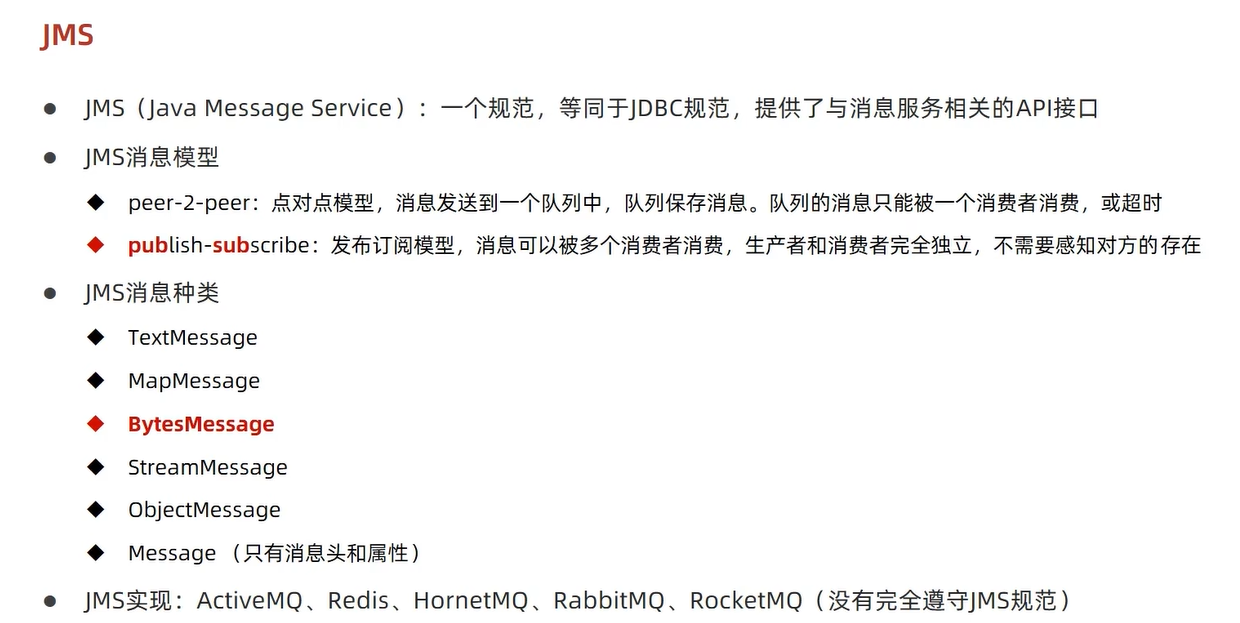 JMS
JMS（Java Message Service）：一个规范，等同于JDBC规范，提供了与消息服务相关的API接口
JMS消息模型
peer-2-peer：点对点模型，消息发送到一个队列中，队列保存消息。队列的消息只能被一个消费者消费，或超时
publish-subscribe：发布订阅模型，消息可以被多个消费者消费，生产者和消费者完全独立，不需要感知对方的存在
JMS消息种类
TextMessage
MapMessage
BytesMessage
StreamMessage
ObjectMessage
Message （只有消息头和属性）
JMS实现：ActiveMQ、Redis、HornetMQ、RabbitMQ、RocketMQ（没有完全遵守JMS规范）